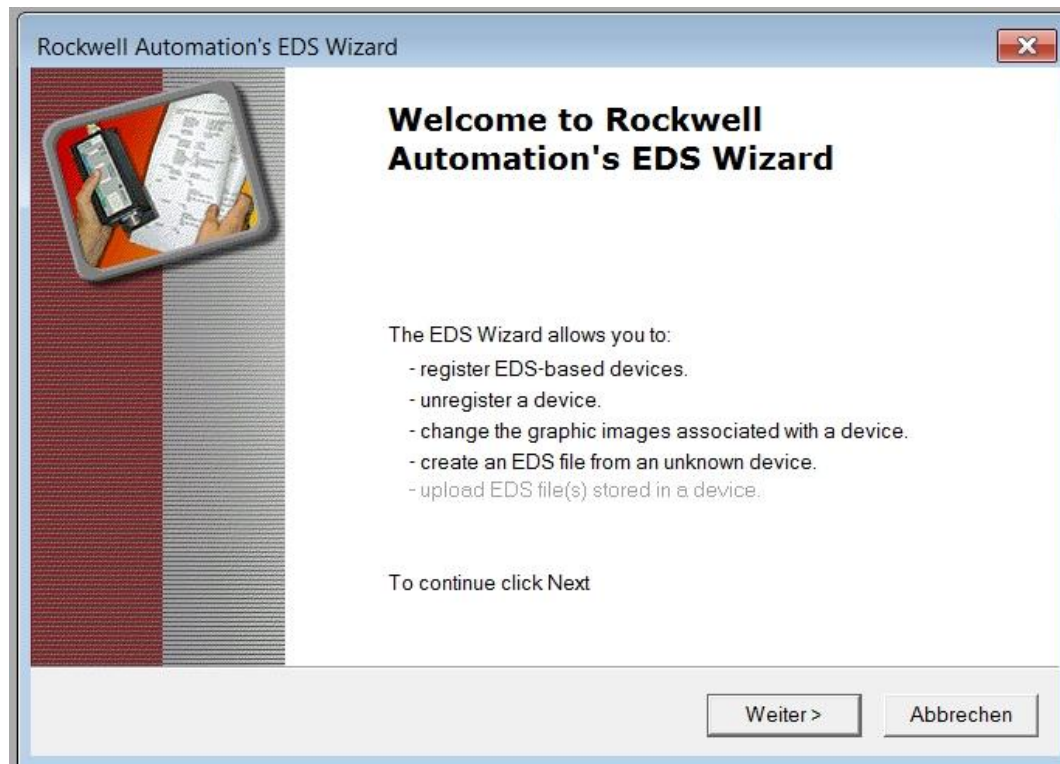 Rockwell Automation's EDS Wizard
Welcome to Rockwell
Automation's EDS Wizard
The EDS Wizard allows you to:
- register EDS-based devices.
- unregister a device.
- change the graphic images associated with a device.
- create an EDS file from an unknown device.
- upload EDS file(s) stored in a device.
To continue click Next
Weiter >
Abbrechen